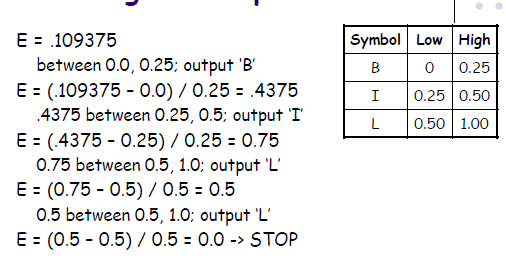 E = .109375
between 0.0, 0.25; output 'B'
E = (.109375 - 0.0) / 0.25 = .4375
.4375 between 0.25, 0.5; output 'I'
E = (.4375 - 0.25) / 0.25 = 0.75
0.75 between 0.5, 1.0; output 'L'
E = (0.75 - 0.5) / 0.5 = 0.5
0.5 between 0.5, 1.0; output 'L'
E = (0.5 - 0.5) / 0.5 = 0.0 -> STOP
Symbol Low High
B 0 0.25
I 0.25 0.50
L 0.50 1.00